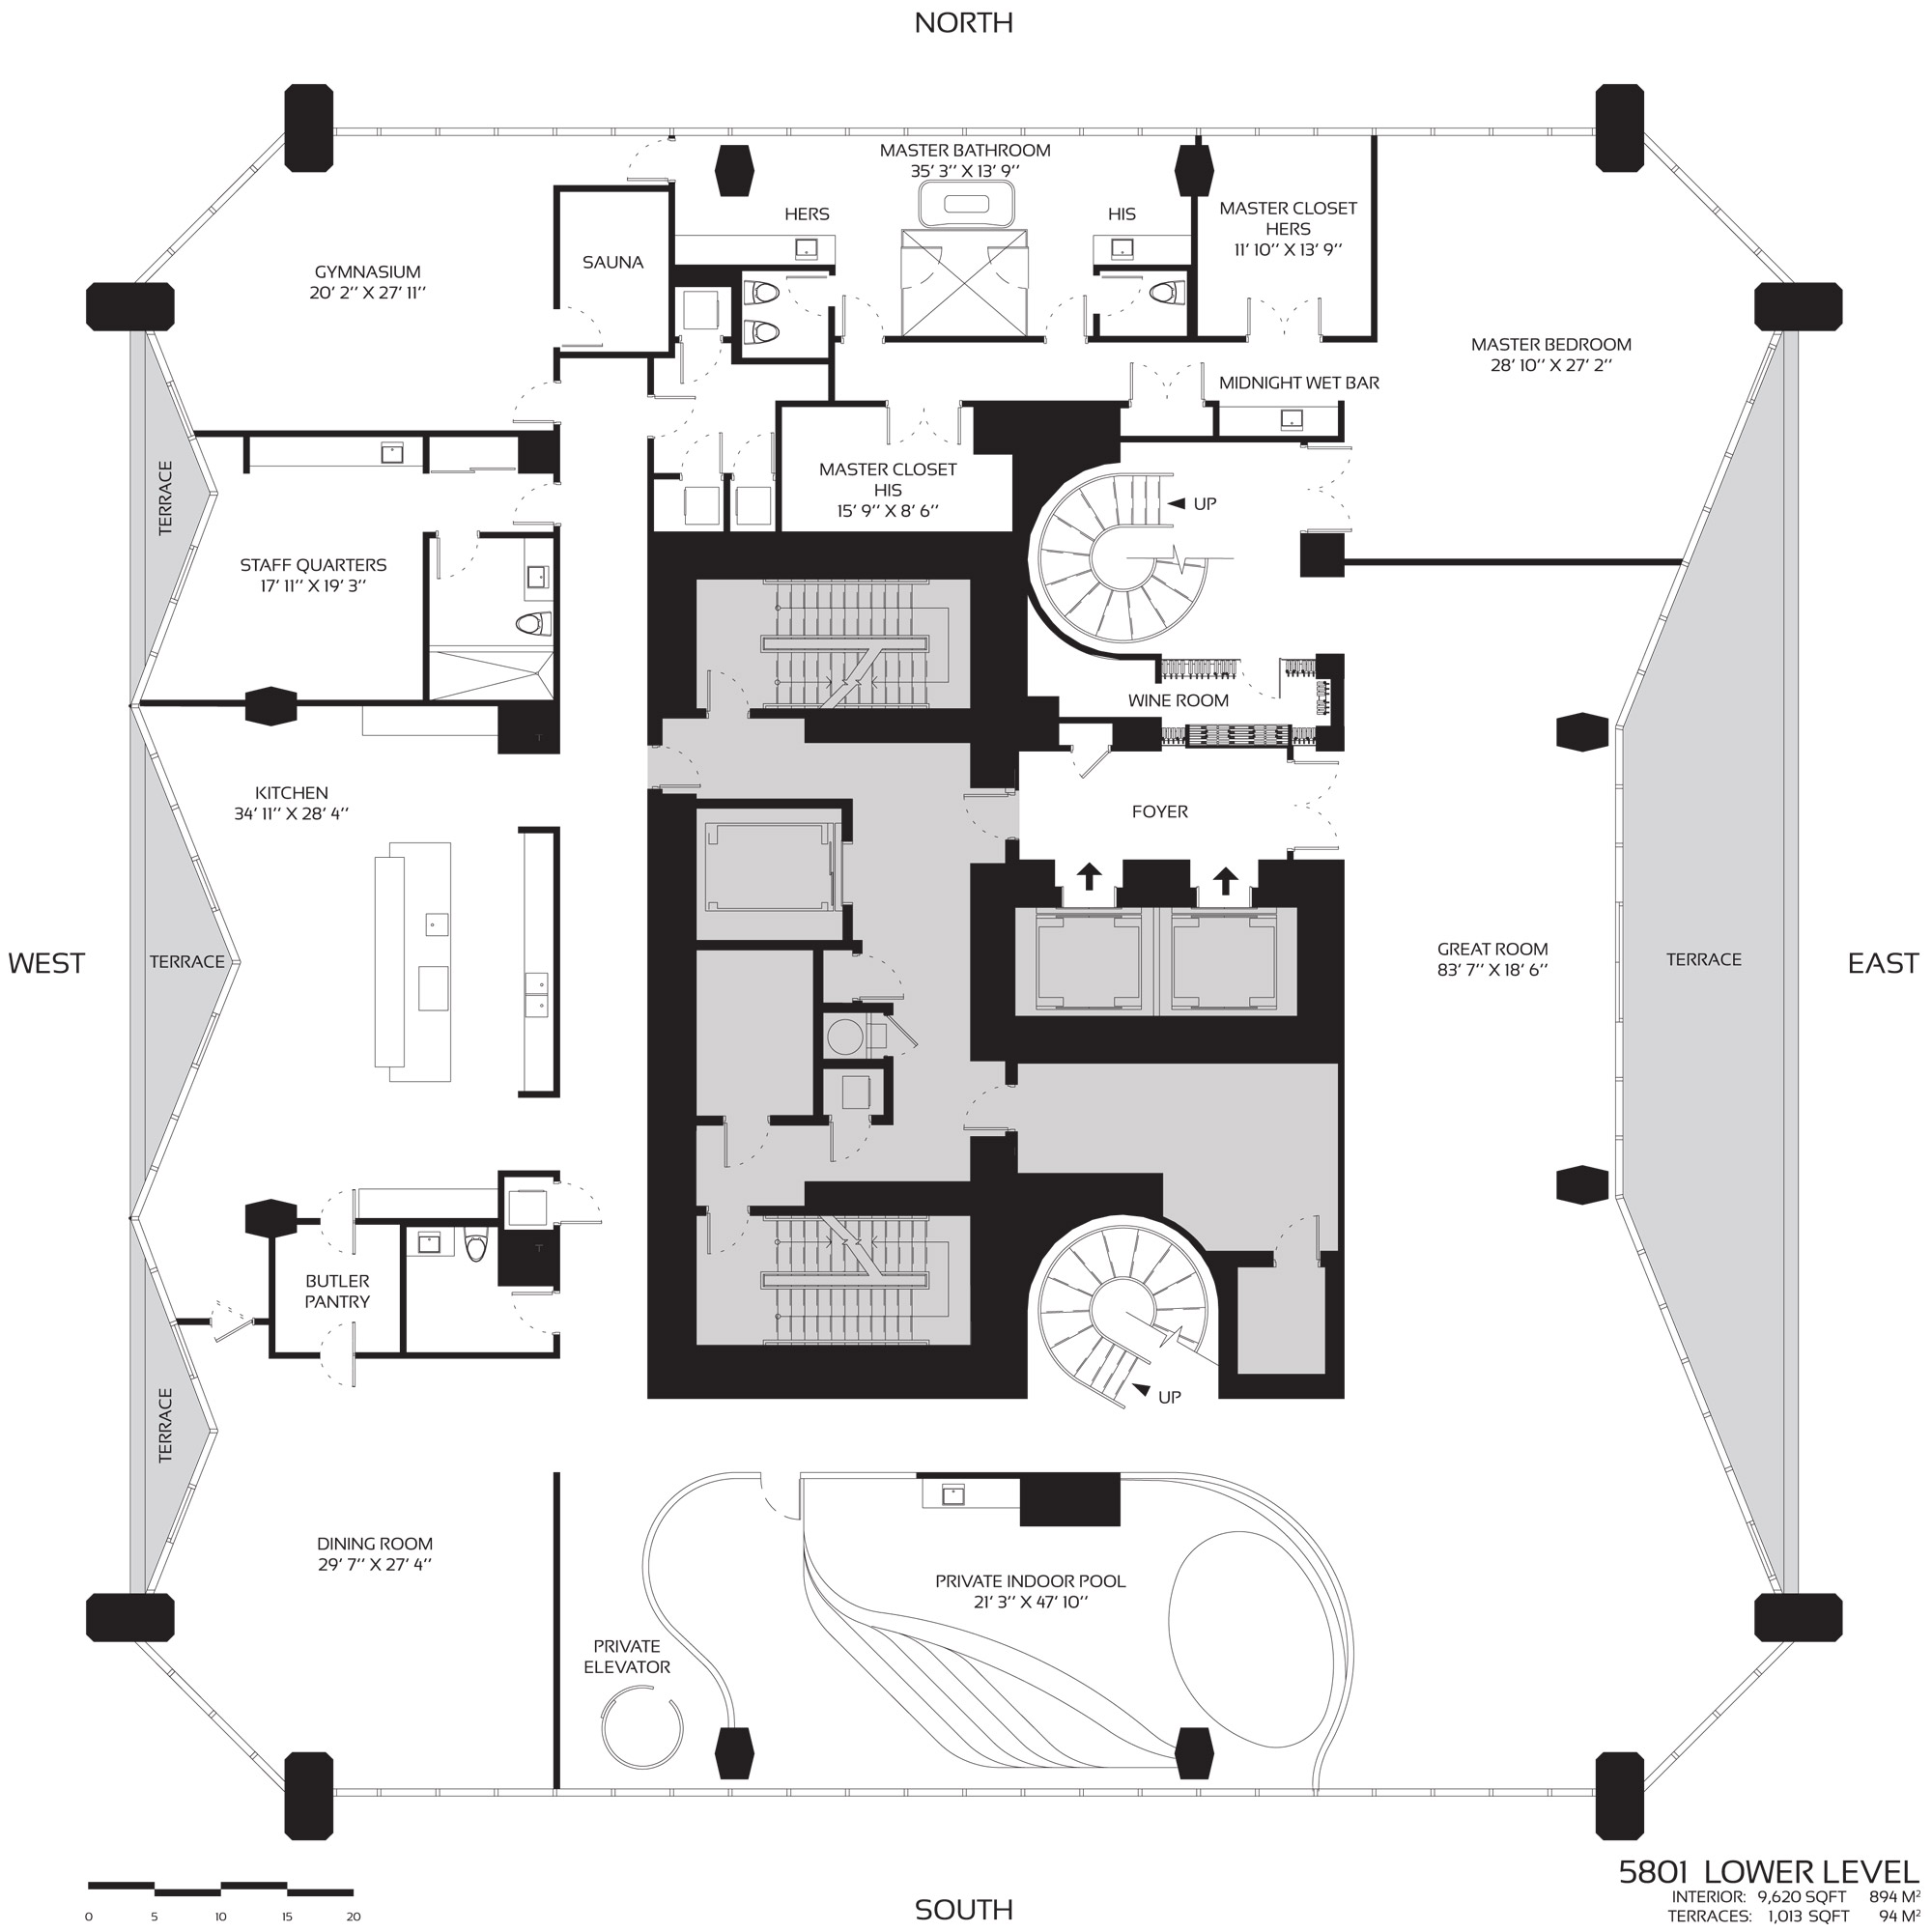 NORTH
MASTER BATHROOM
35' 3'' X 13' 9''
HERS
HIS
MASTER CLOSET
HERS
11' 10'' X 13' 9''
SAUNA
GYMNASIUM
20' 2'' X 27' 11''
MASTER BEDROOM
28' 10'' X 27' 2''
MIDNIGHT WET BAR
TERRACE
MASTER CLOSET
HIS
15' 9'' X 8' 6''
UP
STAFF QUARTERS
17' 11'' X 19' 3''
WINE ROOM
KITCHEN
34' 11'' X 28' 4''
FOYER
WEST
TERRACE
GREAT ROOM
83' 7'' X 18' 6''
TERRACE
EAST
BUTLER
PANTRY
TERRACE
UP
DINING ROOM
29' 7'' X 27' 4''
PRIVATE INDOOR POOL
21' 3'' X 47' 10''
PRIVATE
ELEVATOR
5801 LOWER LEVEL
INTERIOR: 9,620 SQFT 894 M²
TERRACES: 1,013 SQFT 94 M²
0 5 10 15 20
SOUTH